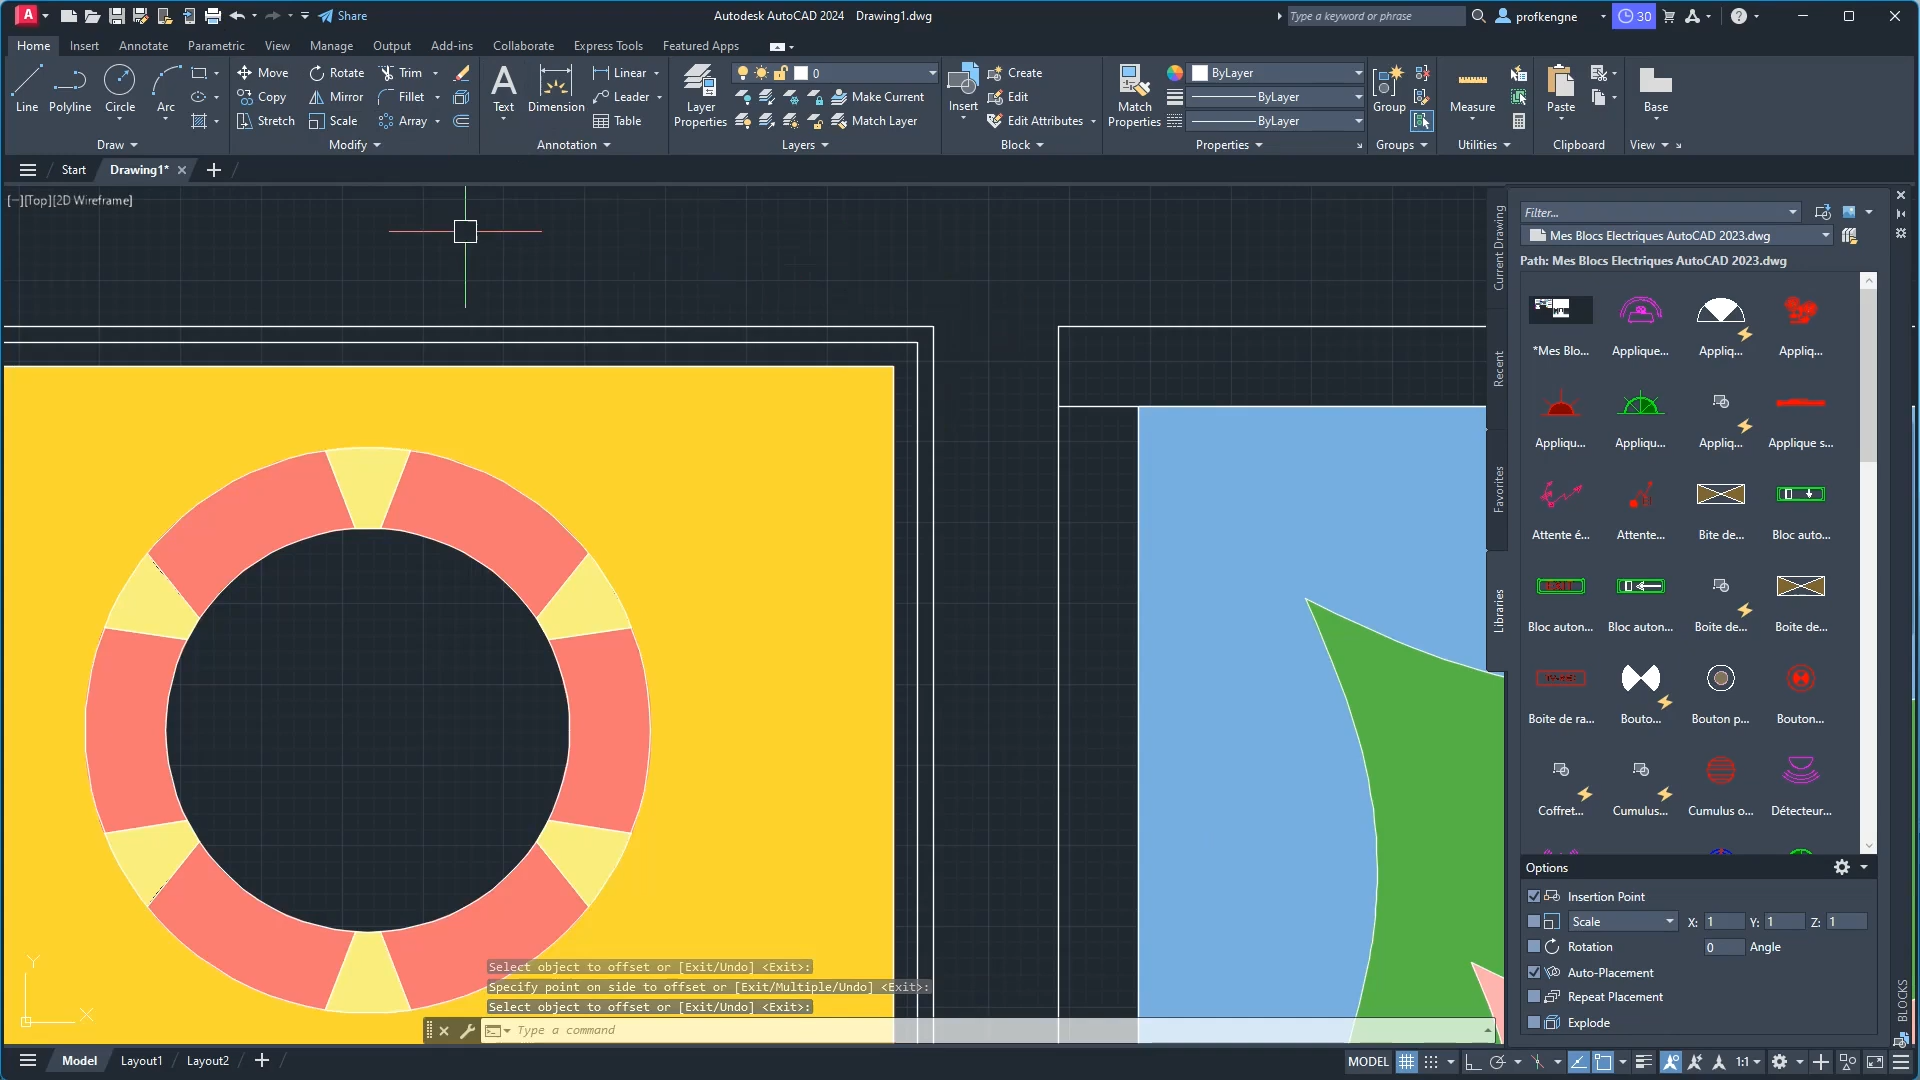 Share
Autodesk AutoCAD 2024 Drawing1.dwg
Type a keyword or phrase
profkengne
30
Home Insert Annotate Parametric View Manage Output Add-ins Collaborate Express Tools Featured Apps
Line Polyline Circle Arc
Move Rotate Trim
Copy Mirror Fillet
Stretch Scale Array
Text Dimension
Linear
Leader
Table
Layer Properties
0
Make Current
Match Layer
Insert
Create
Edit
Edit Attributes
Match Properties
ByLayer
ByLayer
ByLayer
Group
Measure
Paste
Base
Draw Modify Annotation Layers Block Properties Groups Utilities Clipboard View
Start Drawing1*
[−][Top][2D Wireframe]
Filter...
Mes Blocs Electriques AutoCAD 2023.dwg
Path: Mes Blocs Electriques AutoCAD 2023.dwg
Current Drawing
Recent
Favorites
Libraries
*Mes Blo... Applique... Appliq... Appliq...
Appliqu... Appliqu... Appliq... Applique s...
Attente é... Attente... Bite de... Bloc auto...
Bloc auton... Bloc auton... Boite de... Boite de...
Boite de ra... Bouto... Bouton p... Bouton...
Coffret... Cumulus... Cumulus o... Détecteur...
Options
Insertion Point
Scale X: 1 Y: 1 Z: 1
Rotation 0 Angle
Auto-Placement
Repeat Placement
Explode
BLOCKS
Y
X
Select object to offset or [Exit/Undo] <Exit>:
Specify point on side to offset or [Exit/Multiple/Undo] <Exit>:
Select object to offset or [Exit/Undo] <Exit>:
Type a command
Model Layout1 Layout2
MODEL
1:1